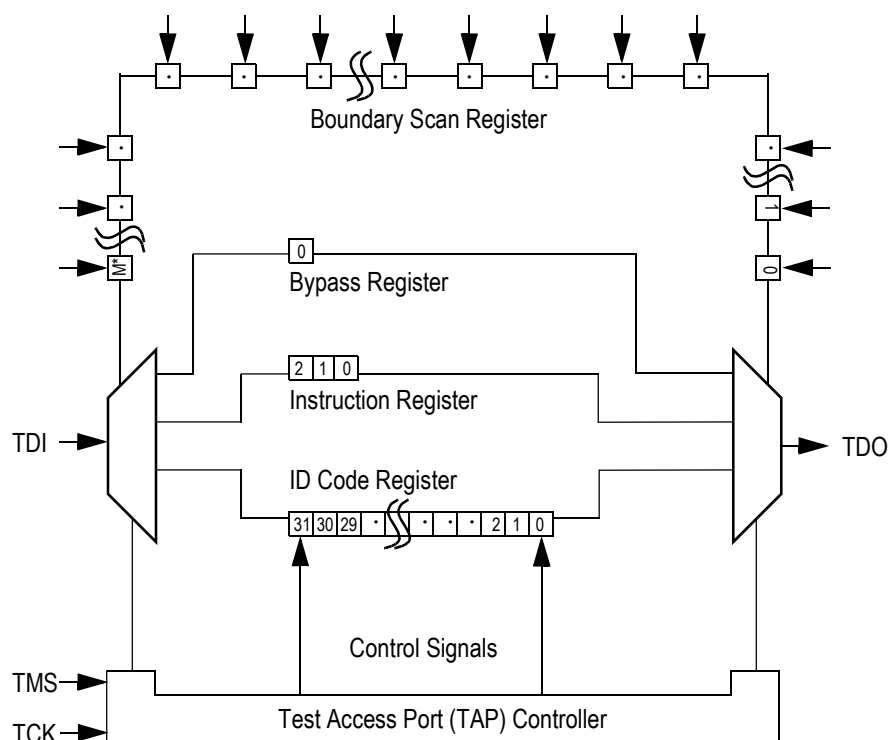 Boundary Scan Register
1
M*
0
0
Bypass Register
2 1 0
Instruction Register
TDI
TDO
ID Code Register
31 30 29 · · · · 2 1 0
Control Signals
TMS
Test Access Port (TAP) Controller
TCK